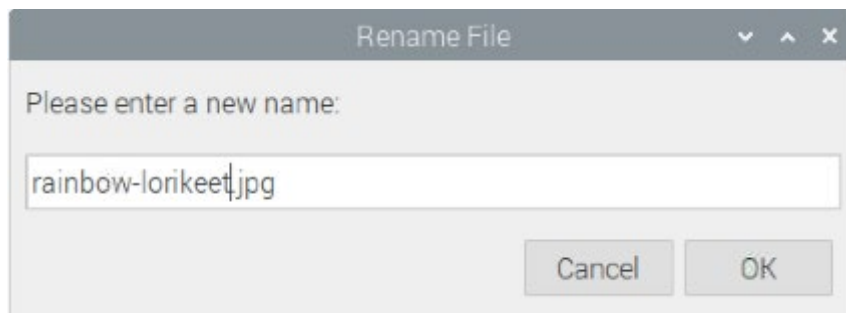 Rename File
Please enter a new name:
rainbow-lorikeet.jpg
Cancel OK